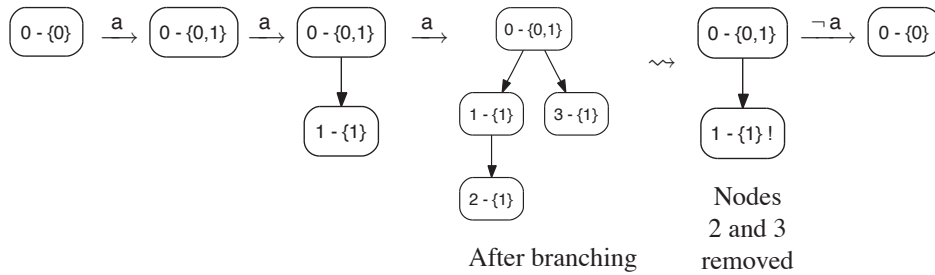 0 - {0} a 0 - {0,1} a 0 - {0,1} a 0 - {0,1} ⇝ 0 - {0,1} ¬ a 0 - {0}
1 - {1} 1 - {1} 3 - {1} 1 - {1} !
2 - {1}
After branching
Nodes
2 and 3
removed